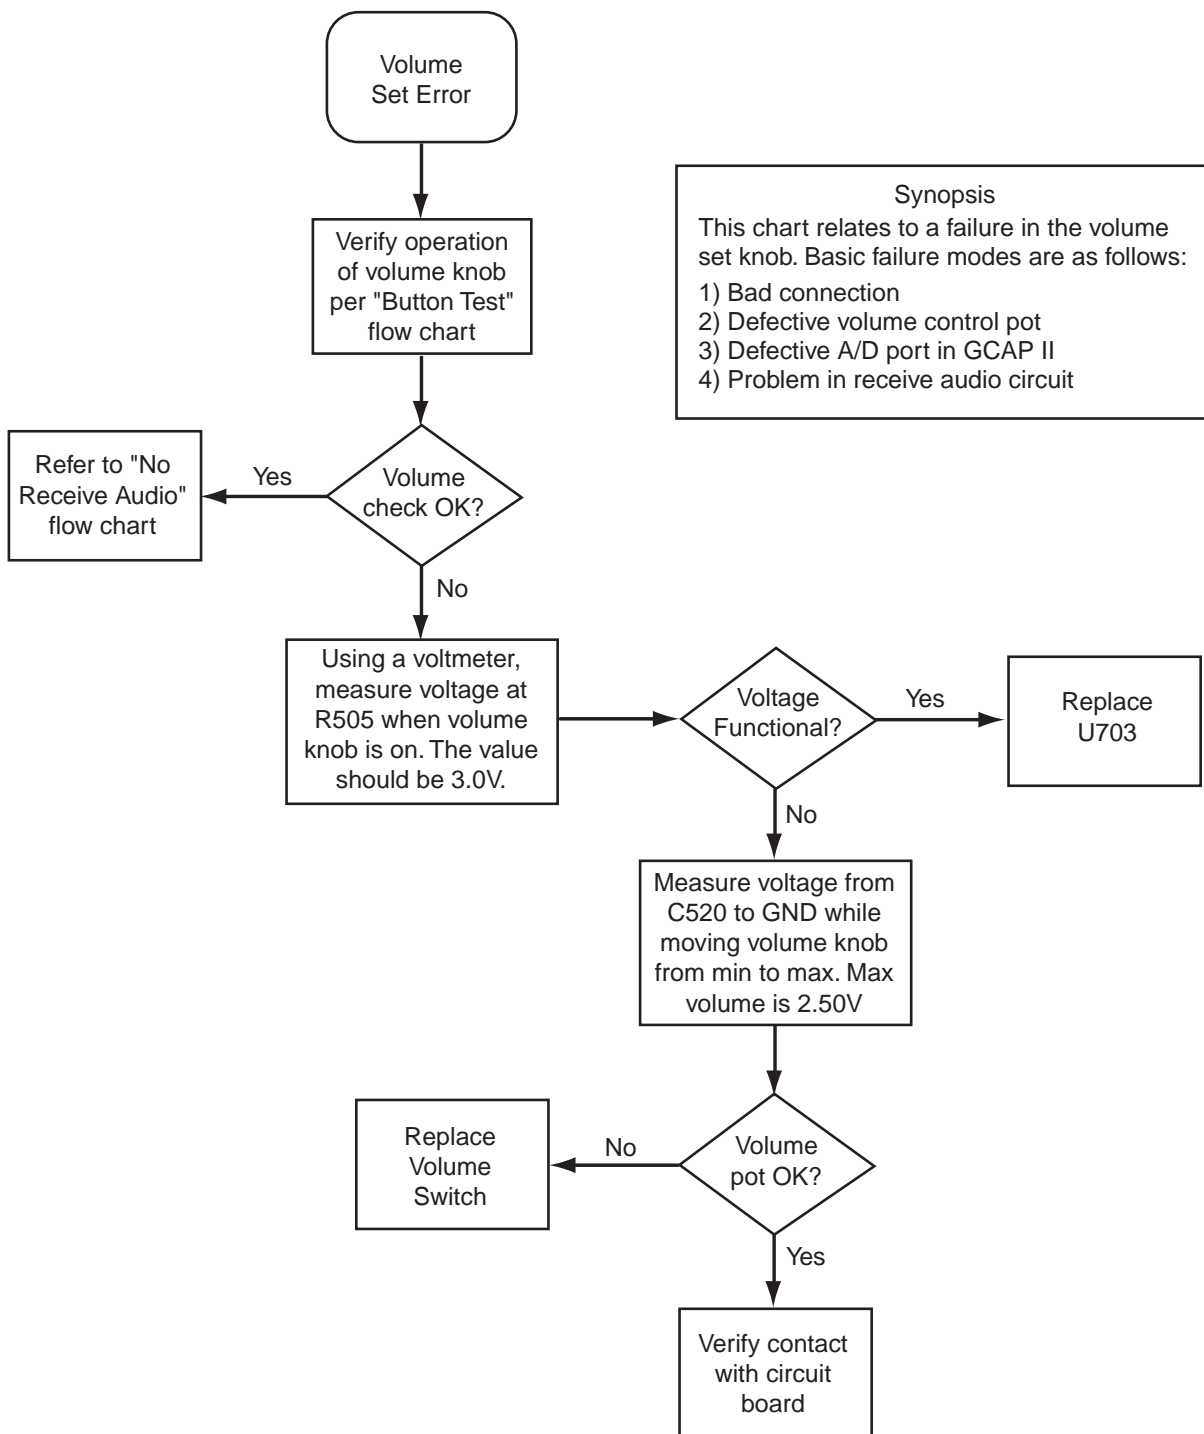 Volume
Set Error
Synopsis
This chart relates to a failure in the volume
set knob. Basic failure modes are as follows:
1) Bad connection
2) Defective volume control pot
3) Defective A/D port in GCAP II
4) Problem in receive audio circuit
Verify operation
of volume knob
per "Button Test"
flow chart
Refer to "No
Receive Audio"
flow chart
Yes
Volume
check OK?
No
Using a voltmeter,
measure voltage at
R505 when volume
knob is on. The value
should be 3.0V.
Voltage
Functional?
Yes
Replace
U703
No
Measure voltage from
C520 to GND while
moving volume knob
from min to max. Max
volume is 2.50V
Replace
Volume
Switch
No
Volume
pot OK?
Yes
Verify contact
with circuit
board